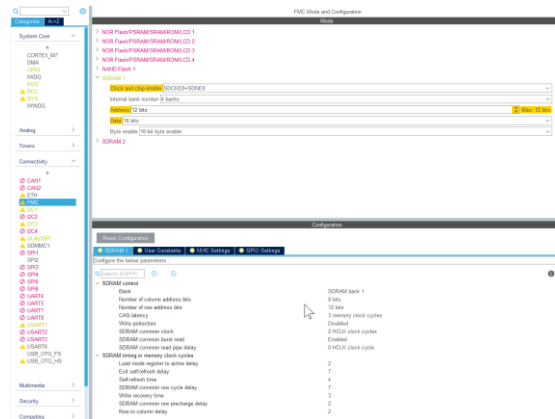 FMC Mode and Configuration
Mode
Categories A->Z
System Core
CORTEX_M7
DMA
GPIO
IWDG
NVIC
RCC
SYS
WWDG
Analog
Timers
Connectivity
CAN1
CAN2
ETH
FMC
I2C1
I2C2
I2C3
I2C4
QUADSPI
SDMMC1
SPI1
SPI2
SPI3
SPI4
SPI5
SPI6
UART4
UART5
UART7
UART8
USART1
USART2
USART3
USART6
USB_OTG_FS
USB_OTG_HS
Multimedia
Security
Computing
NOR Flash/PSRAM/SRAM/ROM/LCD 1
NOR Flash/PSRAM/SRAM/ROM/LCD 2
NOR Flash/PSRAM/SRAM/ROM/LCD 3
NOR Flash/PSRAM/SRAM/ROM/LCD 4
NAND Flash 1
SDRAM 1
Clock and chip enable SDCKE0+SDNE0
Internal bank number 4 banks
Address 12 bits Max: 12 bits
Data 16 bits
Byte enable 16-bit byte enable
SDRAM 2
Configuration
Reset Configuration
SDRAM 1 User Constants NVIC Settings GPIO Settings
Configure the below parameters :
Search (Ctrl+F)
SDRAM control
Bank SDRAM bank 1
Number of column address bits 8 bits
Number of row address bits 12 bits
CAS latency 3 memory clock cycles
Write protection Disabled
SDRAM common clock 2 HCLK clock cycles
SDRAM common burst read Enabled
SDRAM common read pipe delay 0 HCLK clock cycle
SDRAM timing in memory clock cycles
Load mode register to active delay 2
Exit self-refresh delay 7
Self-refresh time 4
SDRAM common row cycle delay 7
Write recovery time 3
SDRAM common row precharge delay 2
Row to column delay 2